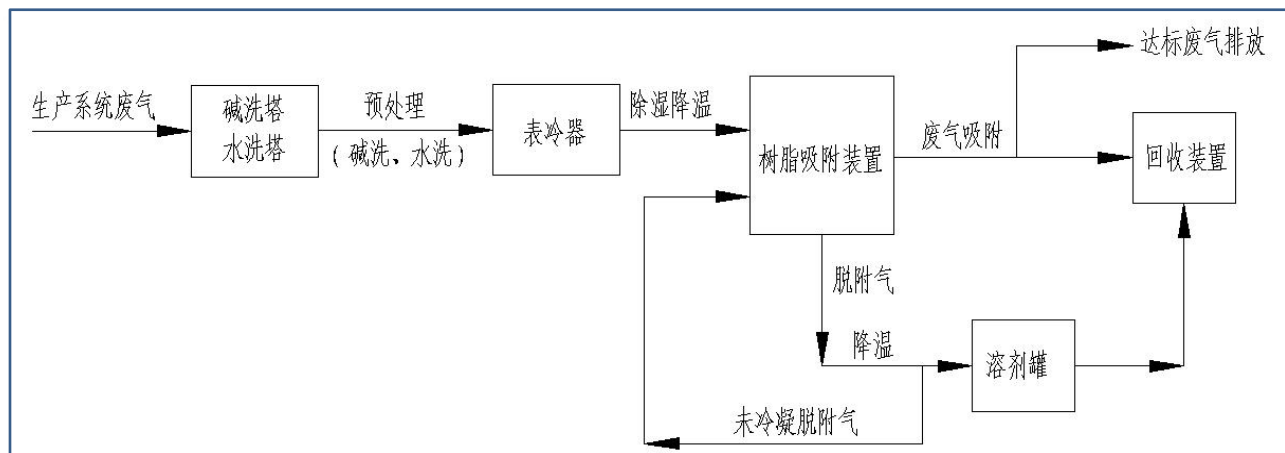 达标废气排放
生产系统废气
碱洗塔
水洗塔
预处理
(碱洗、水洗)
表冷器
除湿降温
树脂吸附装置
废气吸附
回收装置
脱附气
降温
溶剂罐
未冷凝脱附气